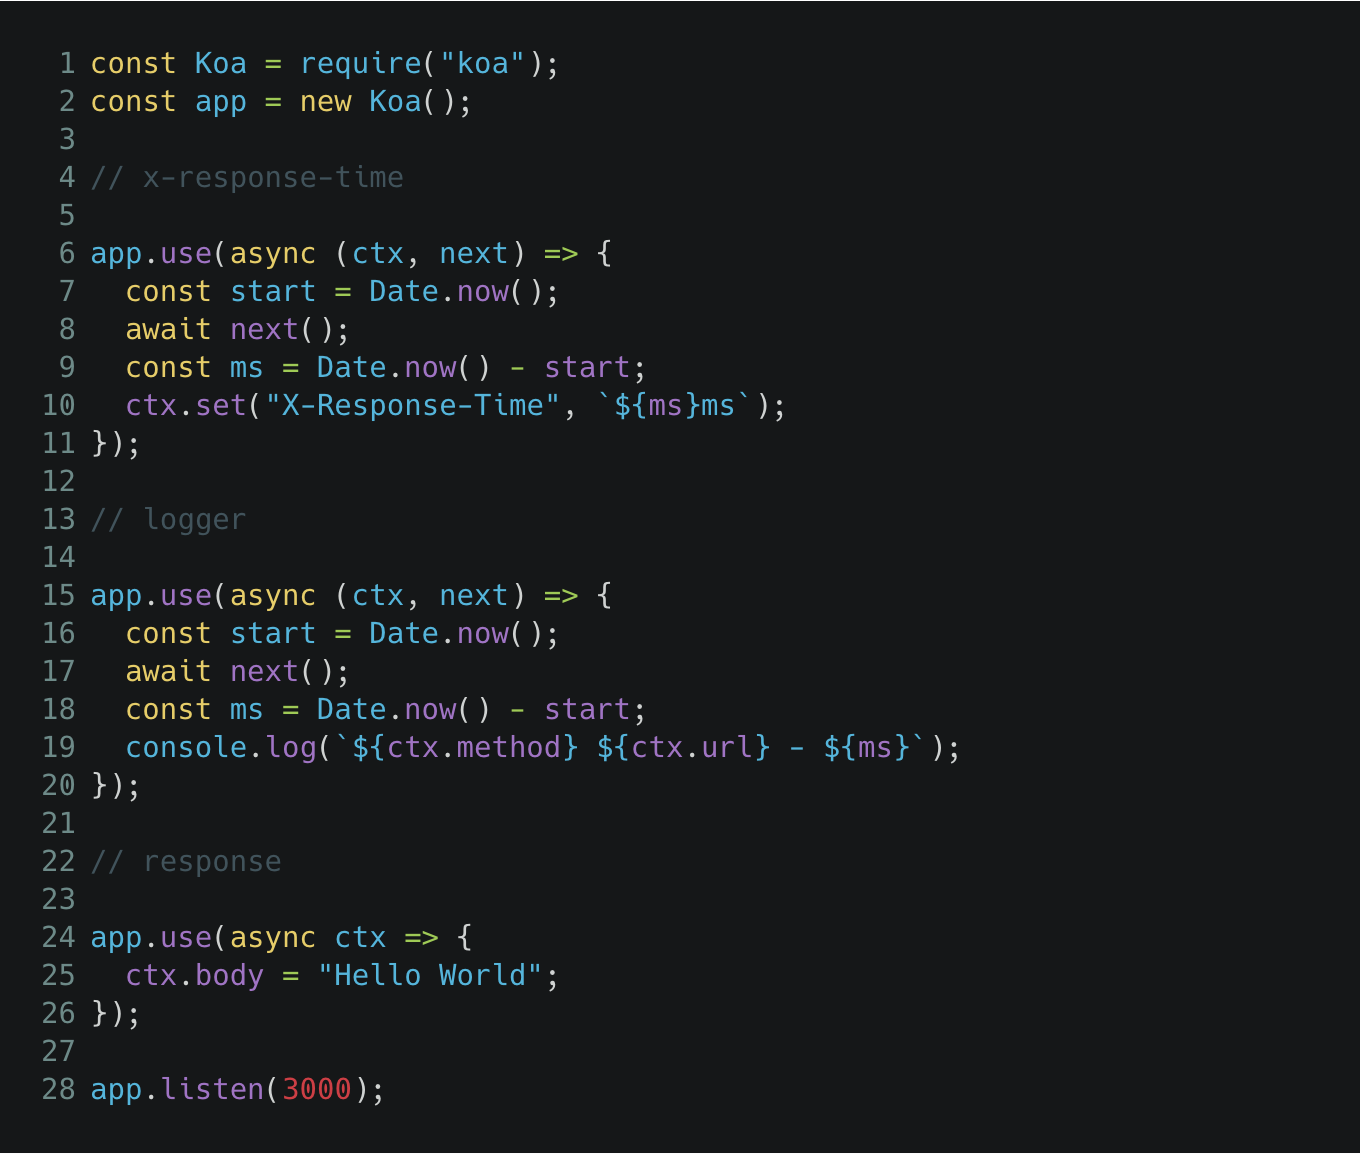 1 const Koa = require("koa");
2 const app = new Koa();
3
4 // x-response-time
5
6 app.use(async (ctx, next) => {
7   const start = Date.now();
8   await next();
9   const ms = Date.now() - start;
10   ctx.set("X-Response-Time", `${ms}ms`);
11 });
12
13 // logger
14
15 app.use(async (ctx, next) => {
16   const start = Date.now();
17   await next();
18   const ms = Date.now() - start;
19   console.log(`${ctx.method} ${ctx.url} - ${ms}`);
20 });
21
22 // response
23
24 app.use(async ctx => {
25   ctx.body = "Hello World";
26 });
27
28 app.listen(3000);